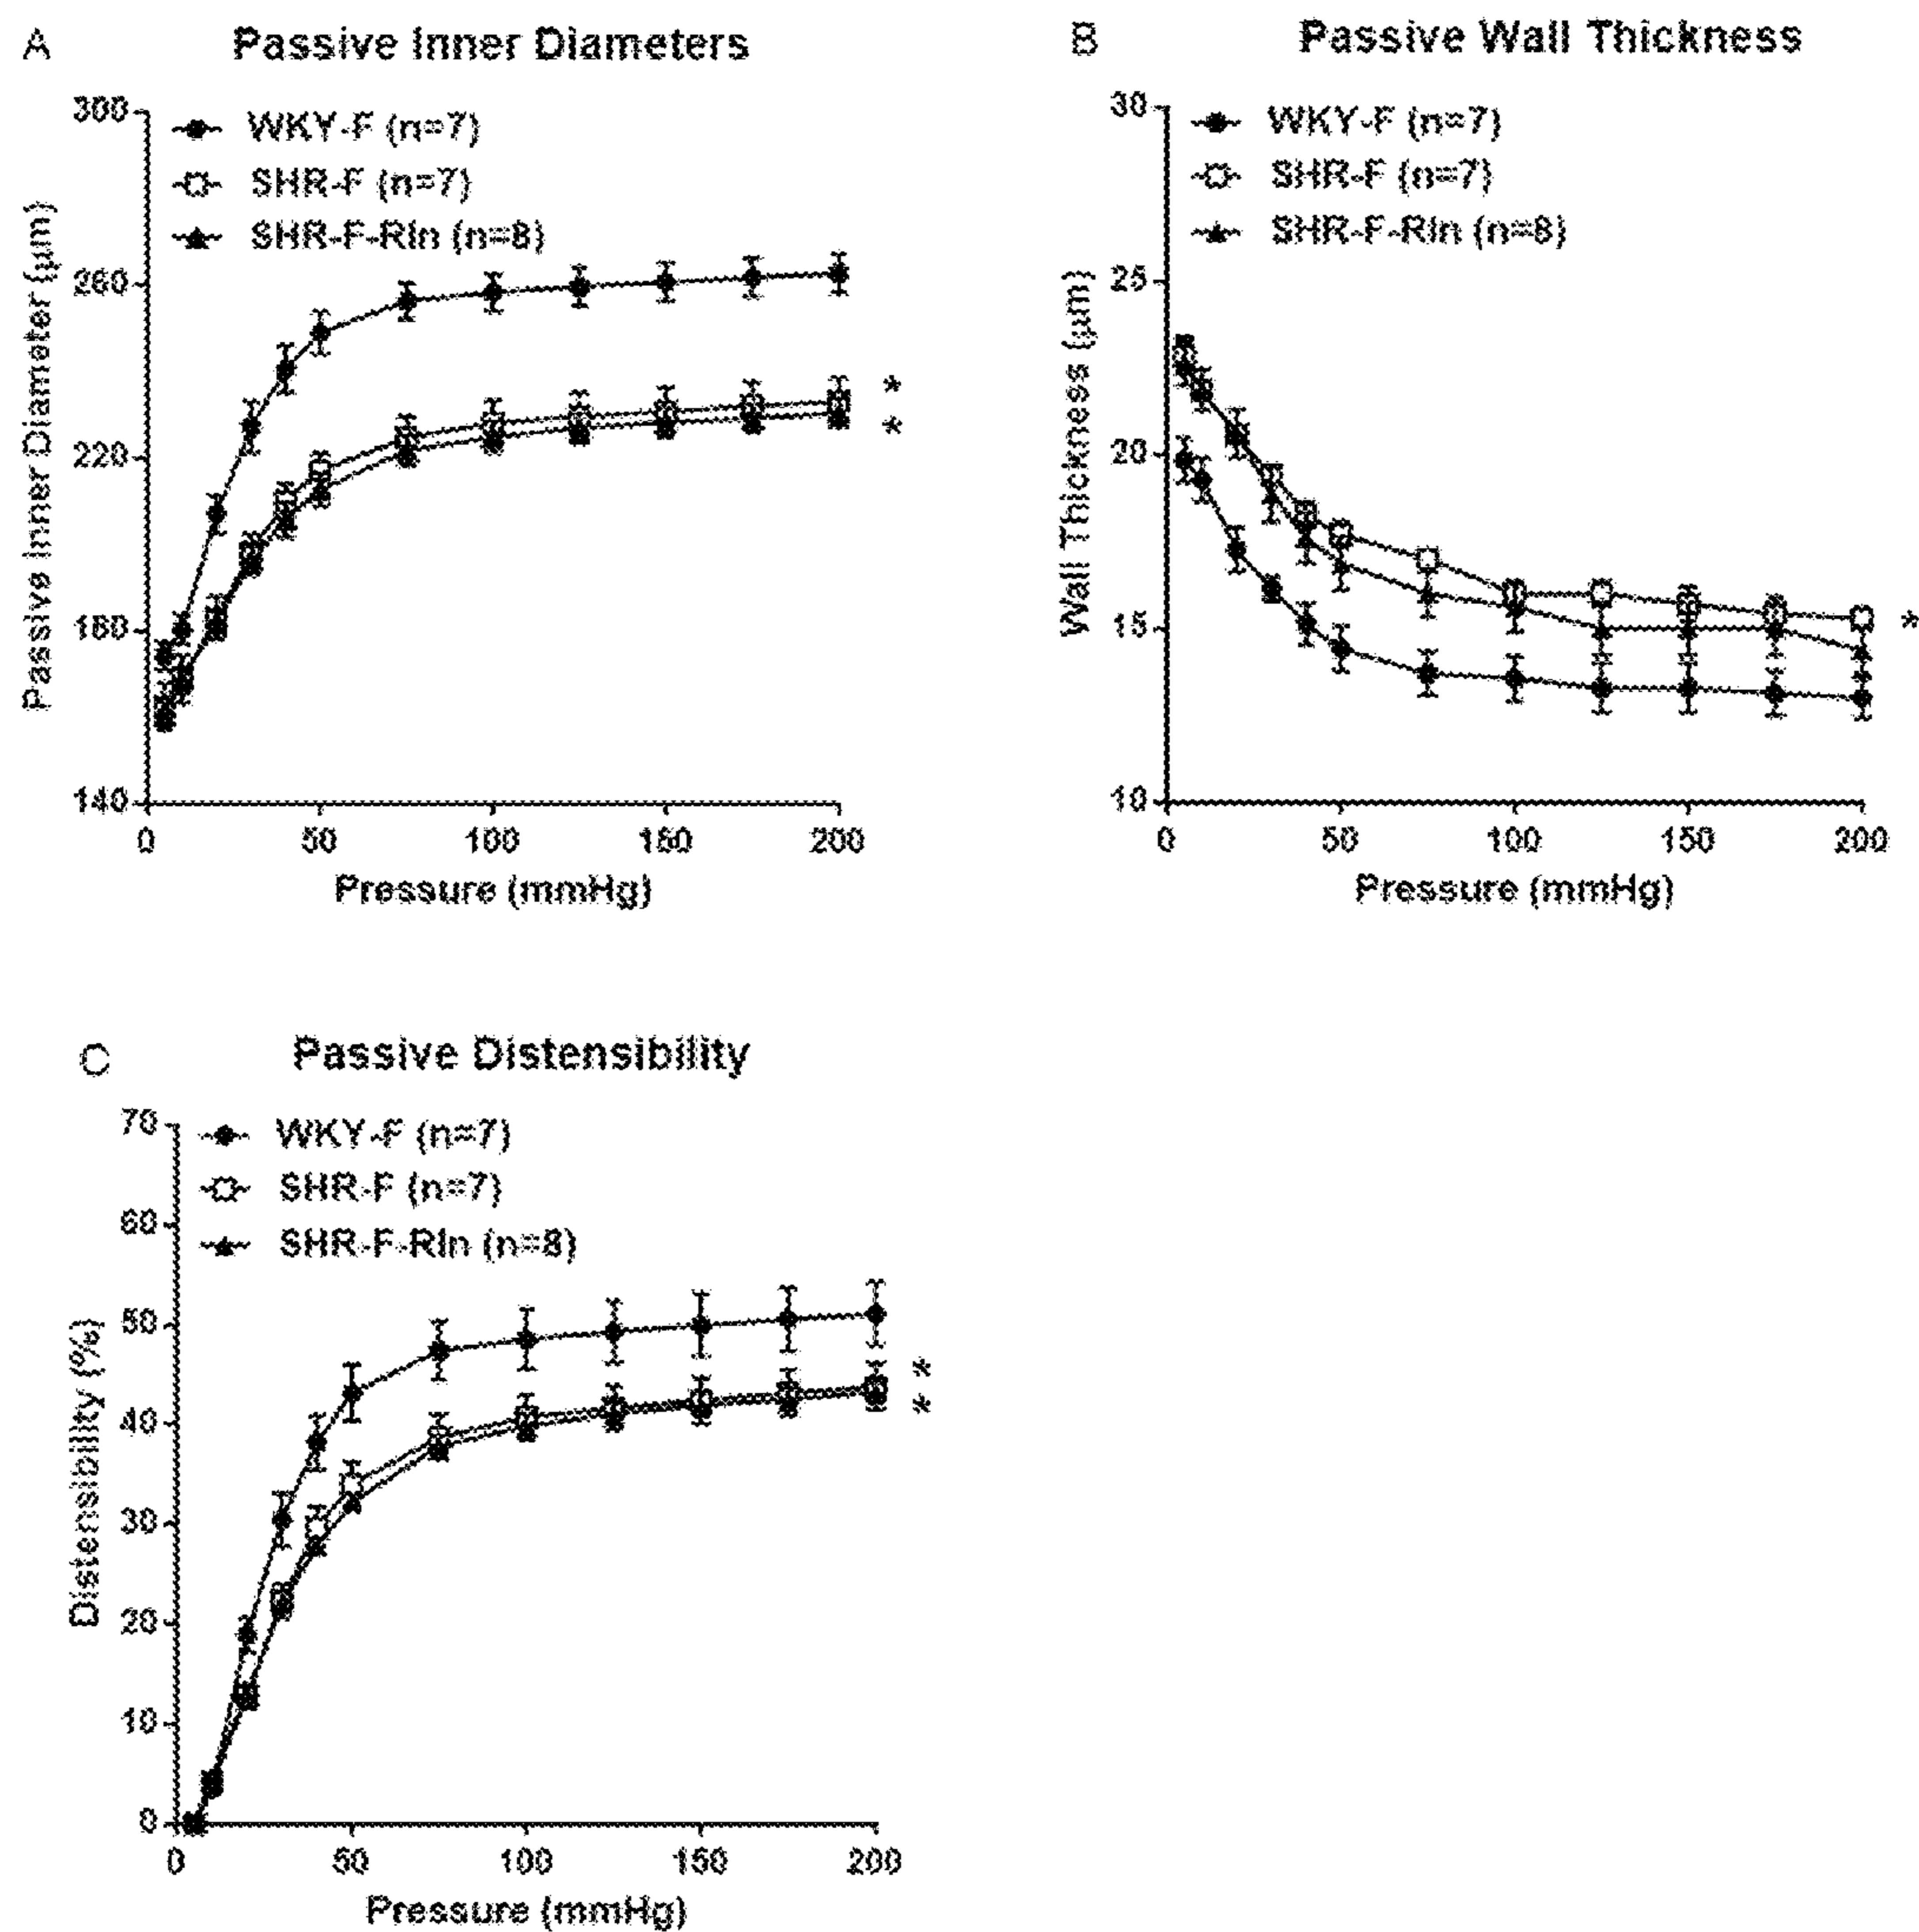 A
Passive Inner Diameters
300
260
220
180
140
Passive Inner Diameter (µm)
WKY-F (n=7)
SHR-F (n=7)
SHR-F-Rln (n=8)
*
*
0
50
100
150
200
Pressure (mmHg)
B
Passive Wall Thickness
30
25
20
15
10
Wall Thickness (µm)
WKY-F (n=7)
SHR-F (n=7)
SHR-F-Rln (n=8)
*
0
50
100
150
200
Pressure (mmHg)
C
Passive Distensibility
70
60
50
40
30
20
10
0
Distensibility (%)
WKY-F (n=7)
SHR-F (n=7)
SHR-F-Rln (n=8)
*
*
0
50
100
150
200
Pressure (mmHg)